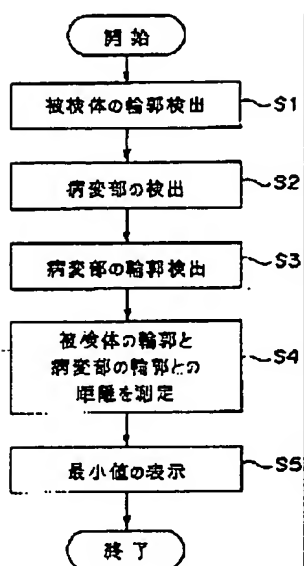 開始
被検体の輪郭検出
S1
病変部の検出
S2
病変部の輪郭検出
S3
被検体の輪郭と
病変部の輪郭との
距離を測定
S4
最小値の表示
S5
終了